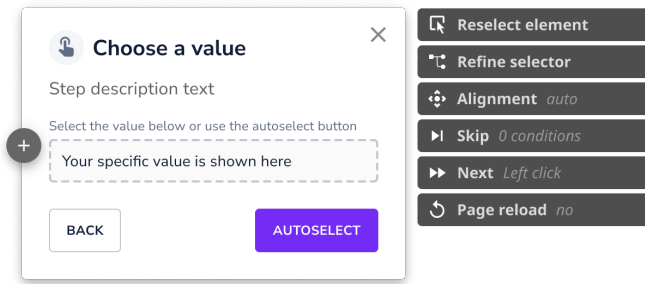 Choose a value
Step description text
Select the value below or use the autoselect button
Your specific value is shown here
BACK
AUTOSELECT
Reselect element
Refine selector
Alignment auto
Skip 0 conditions
Next Left click
Page reload no